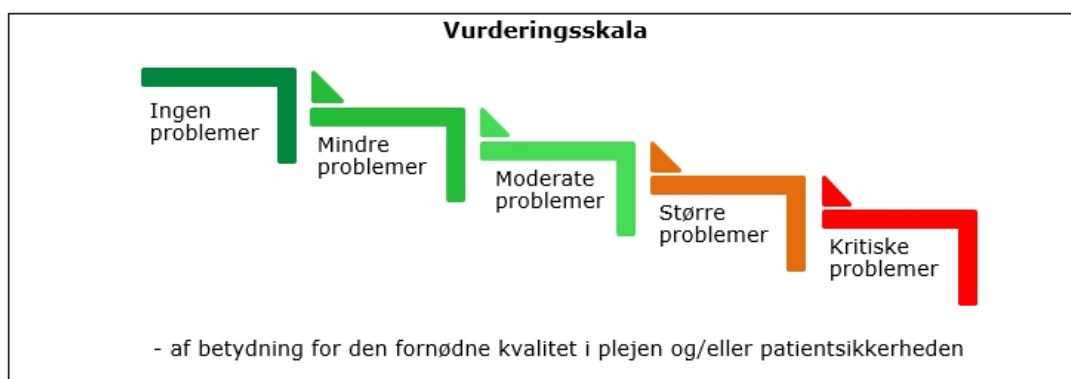 Vurderingsskala
Ingen
problemer
Mindre
problemer
Moderate
problemer
Større
problemer
Kritiske
problemer
- af betydning for den fornødne kvalitet i plejen og/eller patientsikkerheden